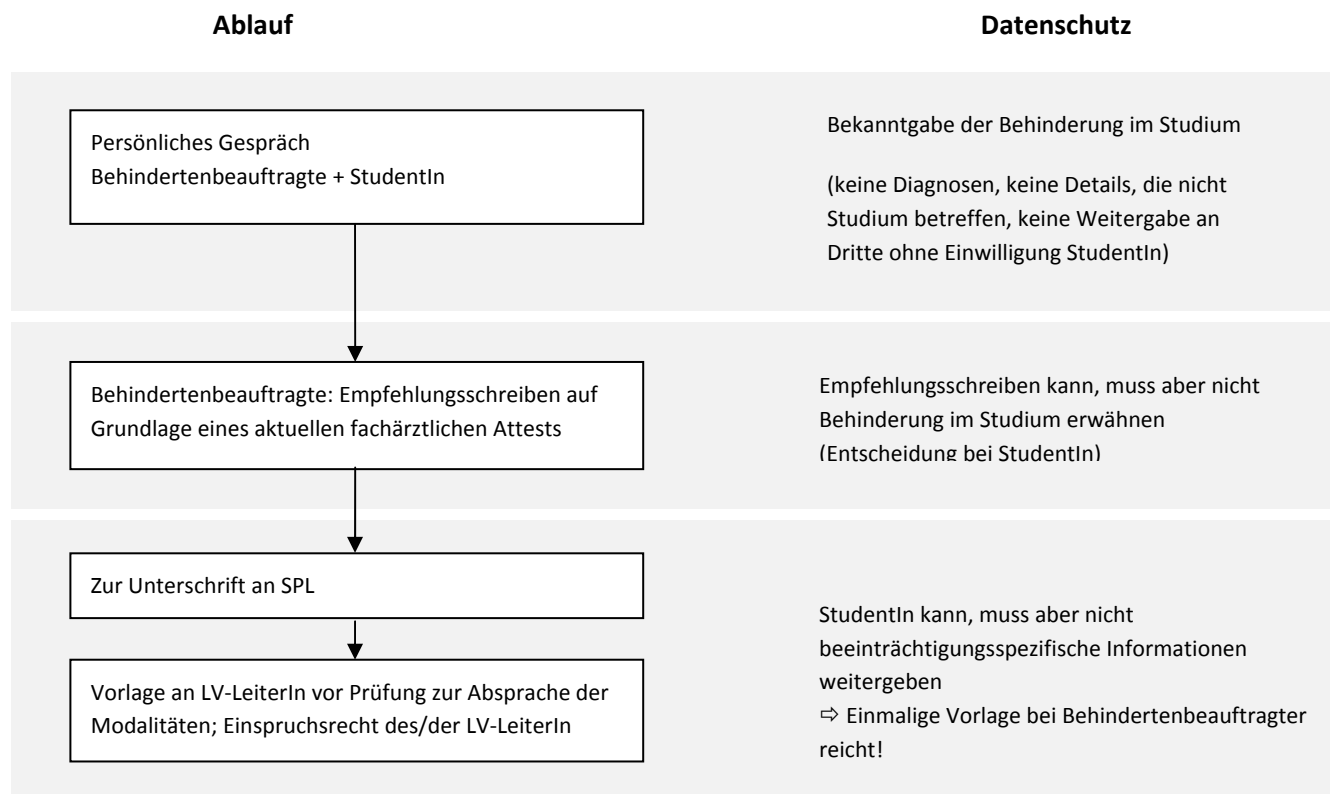 Ablauf
Datenschutz
Persönliches Gespräch
Behindertenbeauftragte + StudentIn
Bekanntgabe der Behinderung im Studium
(keine Diagnosen, keine Details, die nicht
Studium betreffen, keine Weitergabe an
Dritte ohne Einwilligung StudentIn)
Behindertenbeauftragte: Empfehlungsschreiben auf
Grundlage eines aktuellen fachärztlichen Attests
Empfehlungsschreiben kann, muss aber nicht
Behinderung im Studium erwähnen
(Entscheidung bei StudentIn)
Zur Unterschrift an SPL
Vorlage an LV-LeiterIn vor Prüfung zur Absprache der
Modalitäten; Einspruchsrecht des/der LV-LeiterIn
StudentIn kann, muss aber nicht
beeinträchtigungsspezifische Informationen
weitergeben
⇨ Einmalige Vorlage bei Behindertenbeauftragter
reicht!